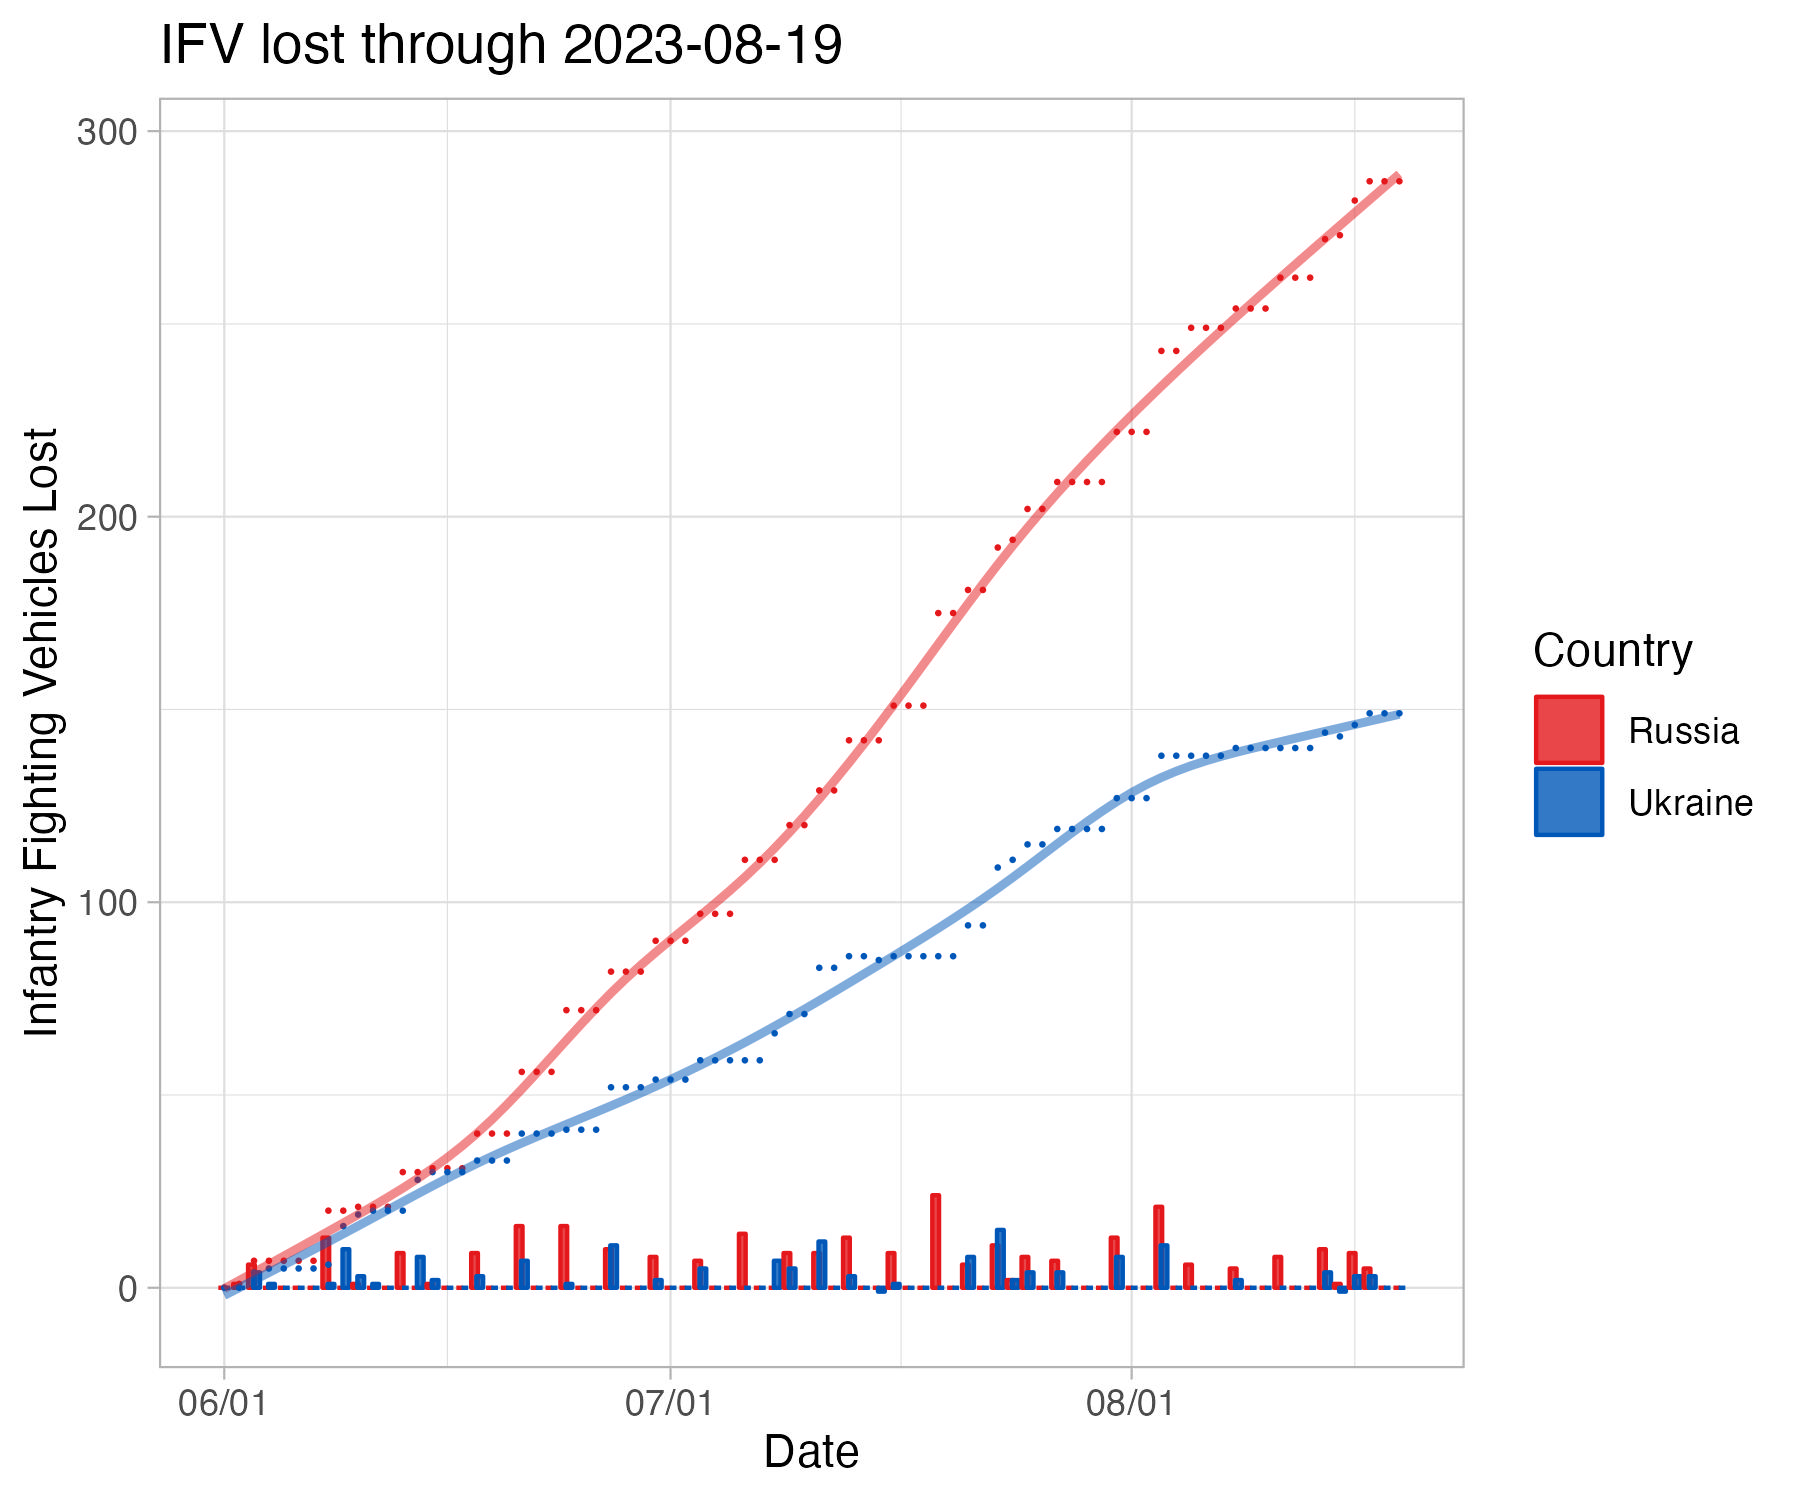 IFV lost through 2023-08-19
Infantry Fighting Vehicles Lost
300
200
100
0
06/01
07/01
08/01
Date
Country
Russia
Ukraine